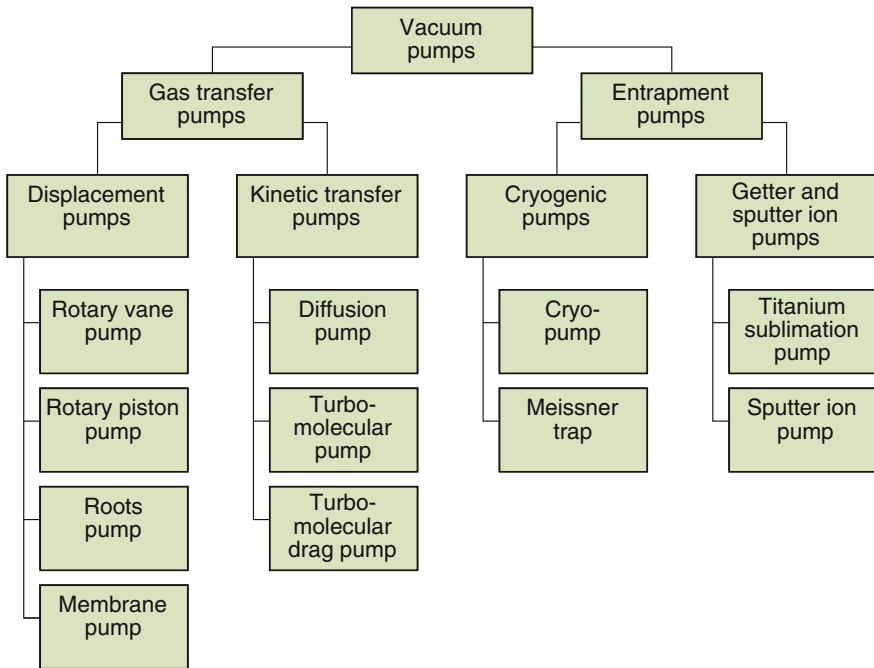 Vacuum
pumps
Gas transfer
pumps
Entrapment
pumps
Displacement
pumps
Kinetic transfer
pumps
Cryogenic
pumps
Getter and
sputter ion
pumps
Rotary vane
pump
Diffusion
pump
Cryo-
pump
Titanium
sublimation
pump
Rotary piston
pump
Turbo-
molecular
pump
Meissner
trap
Sputter ion
pump
Roots
pump
Turbo-
molecular
drag pump
Membrane
pump